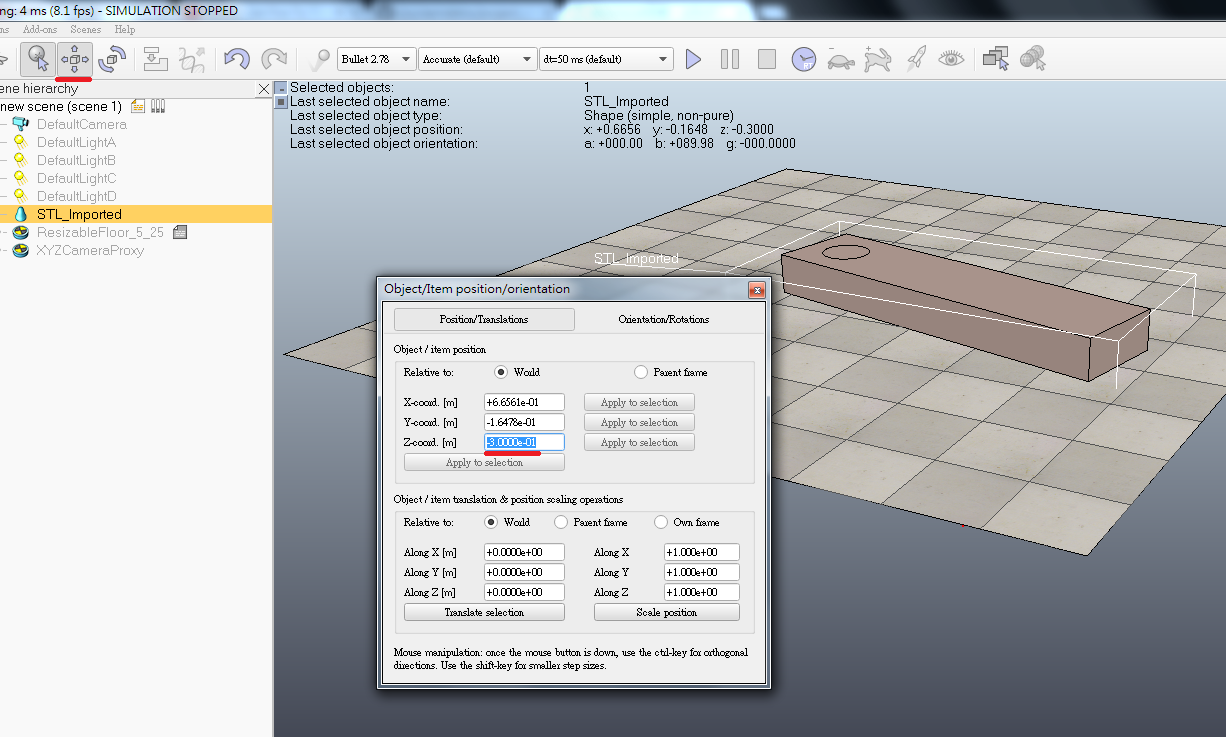 ng: 4 ms (8.1 fps) - SIMULATION STOPPED
ns Add-ons Scenes Help
Bullet 2.78 Accurate (default) dt=50 ms (default)
RT
ene hierarchy
new scene (scene 1)
DefaultCamera
DefaultLightA
DefaultLightB
DefaultLightC
DefaultLightD
STL_Imported
ResizableFloor_5_25
XYZCameraProxy
Selected objects: 1
Last selected object name: STL_Imported
Last selected object type: Shape (simple, non-pure)
Last selected object position: x: +0.6656 y: -0.1648 z: -0.3000
Last selected object orientation: a: +000.00 b: +089.98 g: -000.0000
STL_Imported
Object/Item position/orientation
Position/Translations Orientation/Rotations
Object / item position
Relative to: World Parent frame
X-coord. [m] +6.6561e-01 Apply to selection
Y-coord. [m] -1.6478e-01 Apply to selection
Z-coord. [m] -3.0000e-01 Apply to selection
Apply to selection
Object / item translation & position scaling operations
Relative to: World Parent frame Own frame
Along X [m] +0.0000e+00 Along X +1.000e+00
Along Y [m] +0.0000e+00 Along Y +1.000e+00
Along Z [m] +0.0000e+00 Along Z +1.000e+00
Translate selection Scale position
Mouse manipulation: once the mouse button is down, use the ctrl-key for orthogonal
directions. Use the shift-key for smaller step sizes.